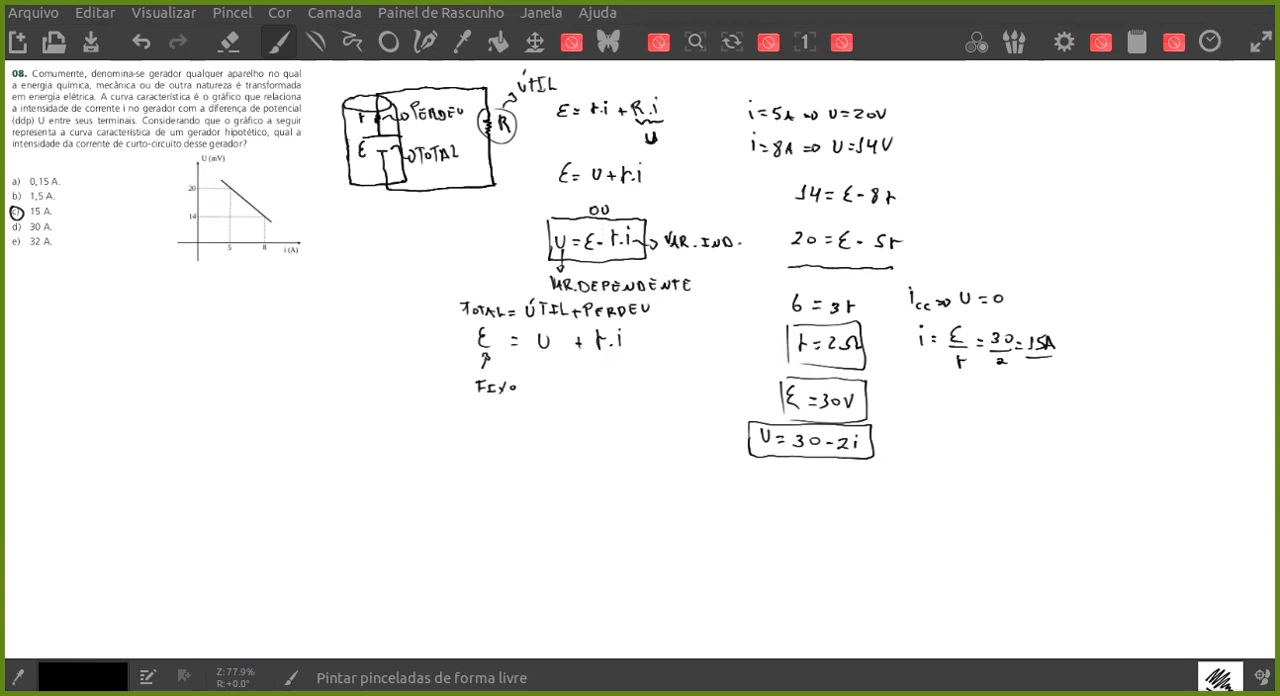 Arquivo Editar Visualizar Pincel Cor Camada Painel de Rascunho Janela Ajuda
08. Comumente, denomina-se gerador qualquer aparelho no qual
a energia química, mecânica ou de outra natureza é transformada
em energia elétrica. A curva característica é o gráfico que relaciona
a intensidade de corrente i no gerador com a diferença de potencial
(ddp) U entre seus terminais. Considerando que o gráfico a seguir
representa a curva característica de um gerador hipotético, qual a
intensidade da corrente de curto-circuito desse gerador?
U (mV)
20
14
5 8 i (A)
a) 0,15 A.
b) 1,5 A.
c) 15 A.
d) 30 A.
e) 32 A.
r PERDEU
ε TOTAL
R
ÚTIL
ε = r.i + R.i
U
ε = U + r.i
OU
U = ε - r.i VAR. IND.
VAR. DEPENDENTE
TOTAL = ÚTIL + PERDEU
ε = U + r.i
FIXO
i = 5A ⇒ U = 20V
i = 8A ⇒ U = 14V
14 = ε - 8r
20 = ε - 5r
6 = 3r
r = 2Ω
ε = 30V
U = 30 - 2i
icc ⇒ U = 0
i = ε/r = 30/2 = 15A
1
Z: 77.9%
R: +0.0°
Pintar pinceladas de forma livre